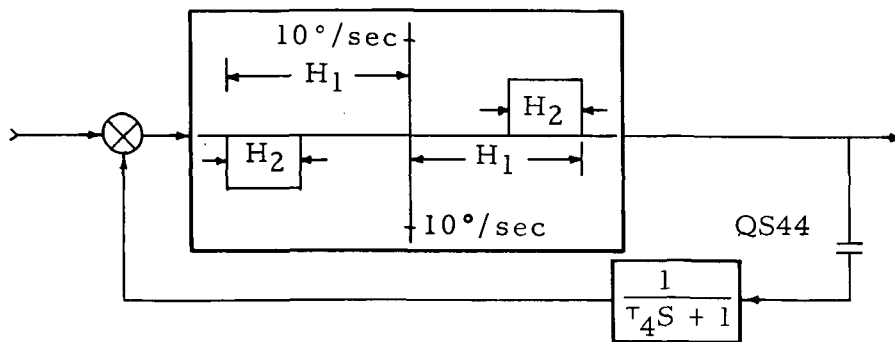 10°/sec
H₁
H₂
H₂
H₁
10°/sec
QS44
1
τ₄S + 1